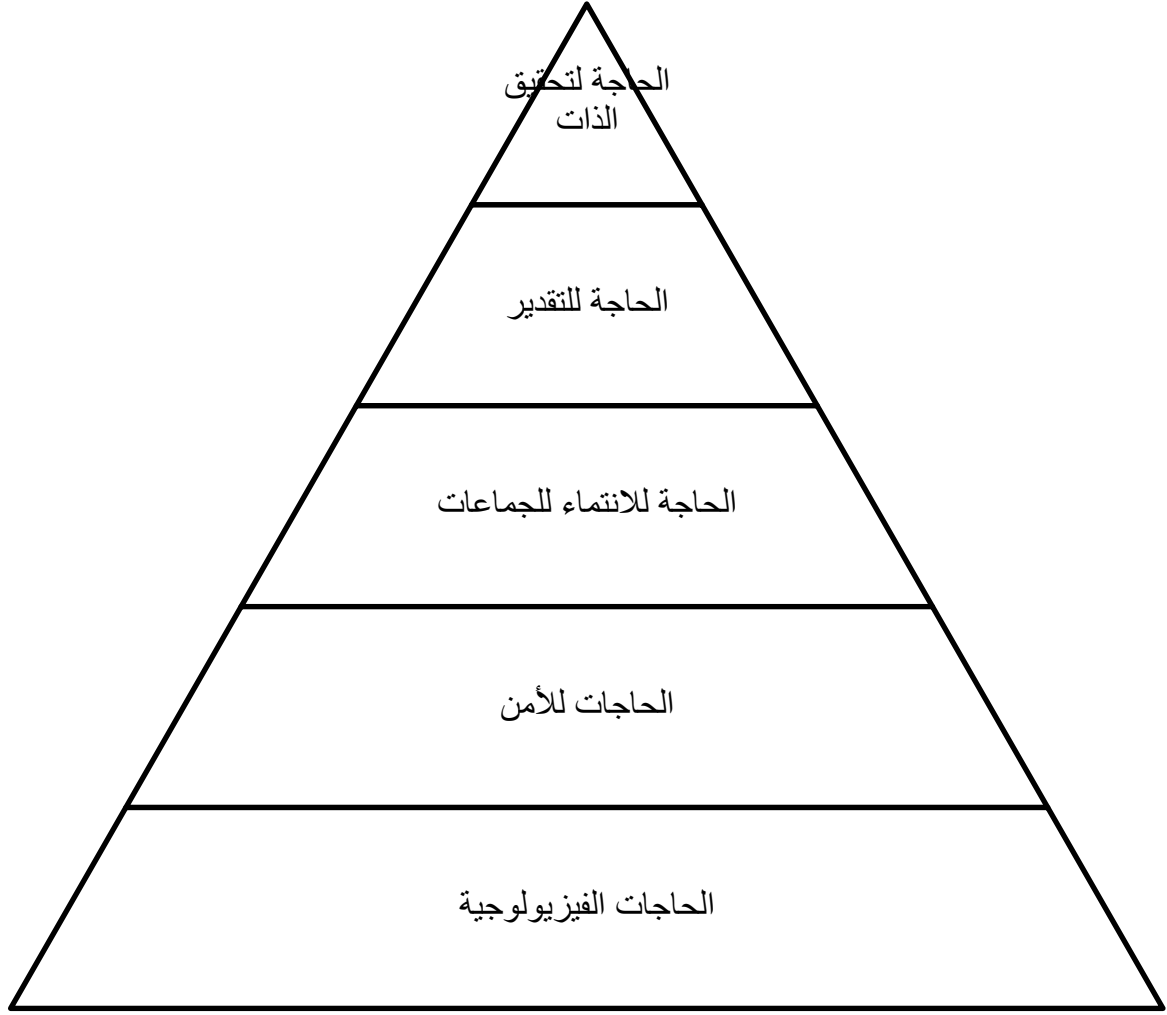 الحاجة لتحقيق
الذات
الحاجة للتقدير
الحاجة للانتماء للجماعات
الحاجات للأمن
الحاجات الفيزيولوجية